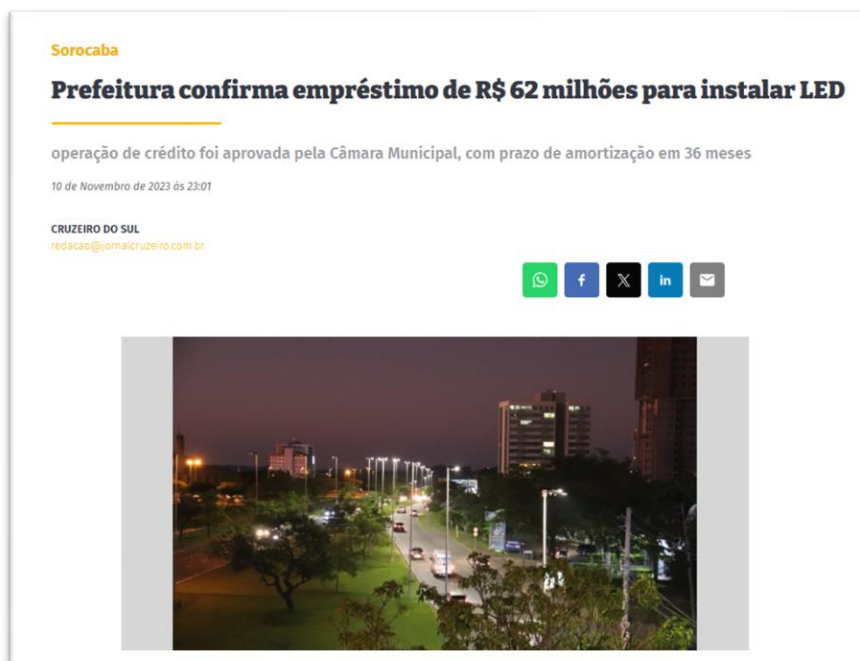 Sorocaba
Prefeitura confirma empréstimo de R$ 62 milhões para instalar LED
operação de crédito foi aprovada pela Câmara Municipal, com prazo de amortização em 36 meses
10 de Novembro de 2023 às 23:01
CRUZEIRO DO SUL
redacao@jornalcruzeiro.com.br